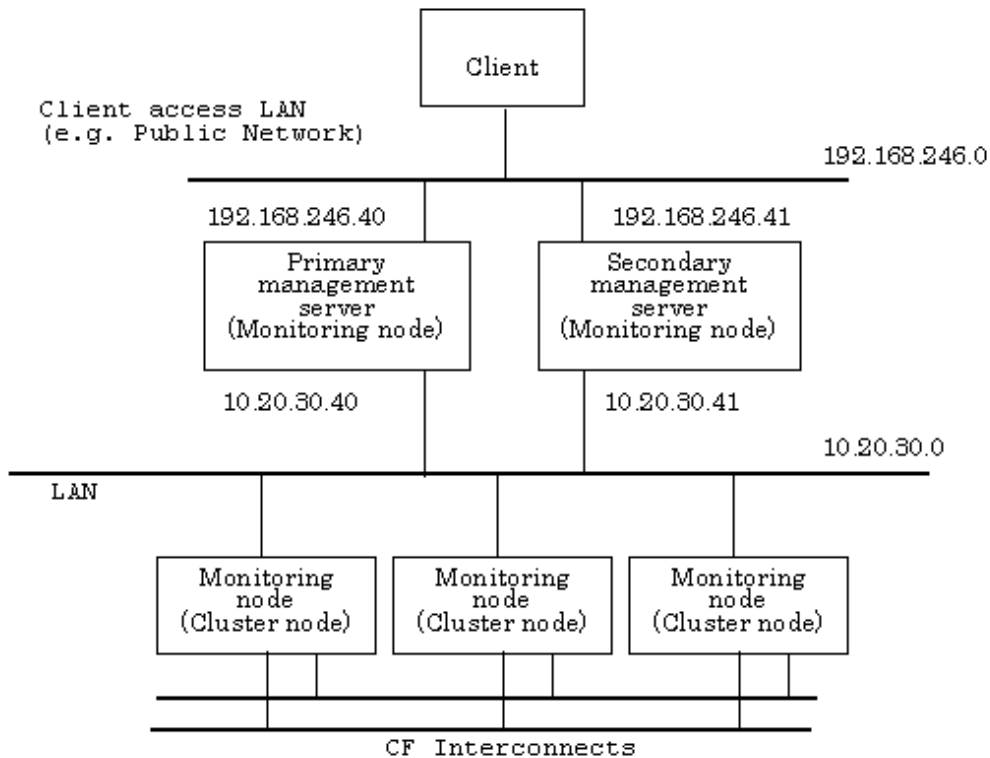 Client
Client access LAN
(e.g. Public Network)
192.168.246.0
192.168.246.40
192.168.246.41
Primary
management
server
(Monitoring node)
Secondary
management
server
(Monitoring node)
10.20.30.40
10.20.30.41
10.20.30.0
LAN
Monitoring
node
(Cluster node)
Monitoring
node
(Cluster node)
Monitoring
node
(Cluster node)
CF Interconnects